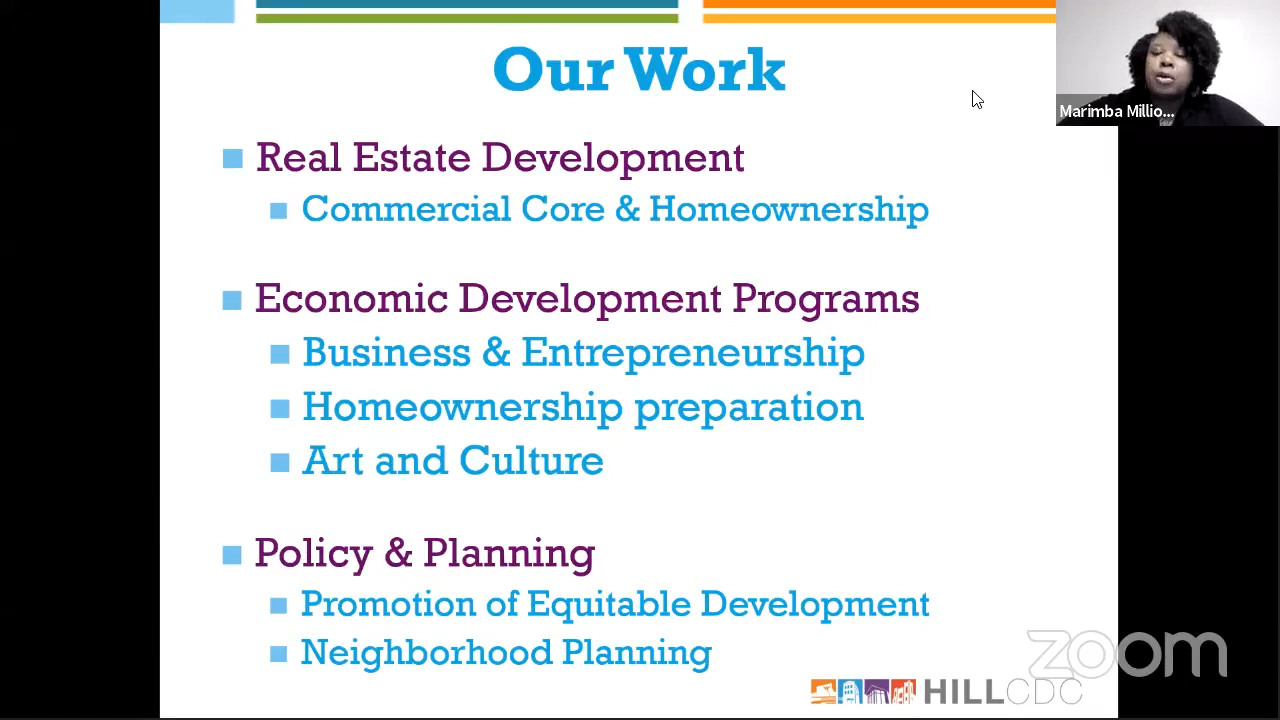 Our Work
Marimba Millio...
Real Estate Development
Commercial Core & Homeownership
Economic Development Programs
Business & Entrepreneurship
Homeownership preparation
Art and Culture
Policy & Planning
Promotion of Equitable Development
Neighborhood Planning
zoom
HILLCDC